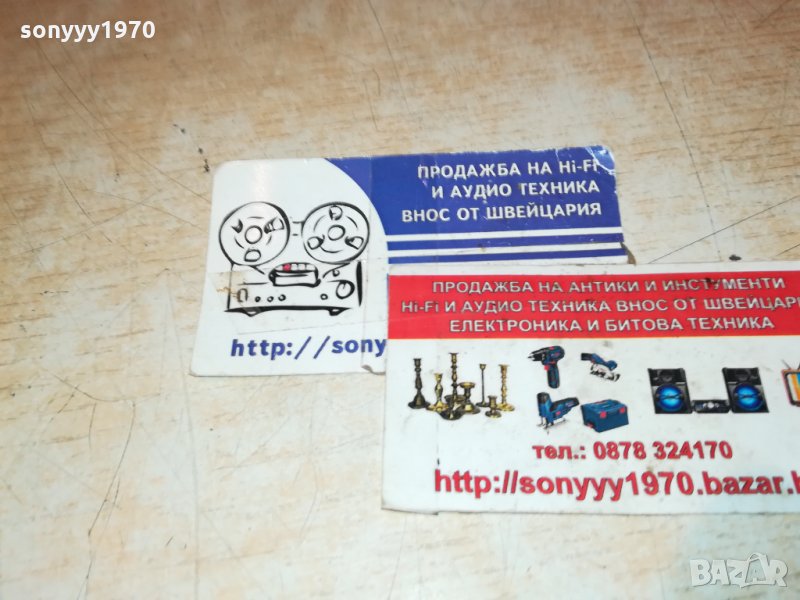 sonyyy1970
ПРОДАЖБА НА Hi-Fi
И АУДИО ТЕХНИКА
ВНОС ОТ ШВЕЙЦАРИЯ
http://sony
ПРОДАЖБА НА АНТИКИ И ИНСТУМЕНТИ
Hi-Fi И АУДИО ТЕХНИКА ВНОС ОТ ШВЕЙЦАРИ
ЕЛЕКТРОНИКА И БИТОВА ТЕХНИКА
тел.: 0878 324170
http://sonyyy1970.bazar.b
BAZAR